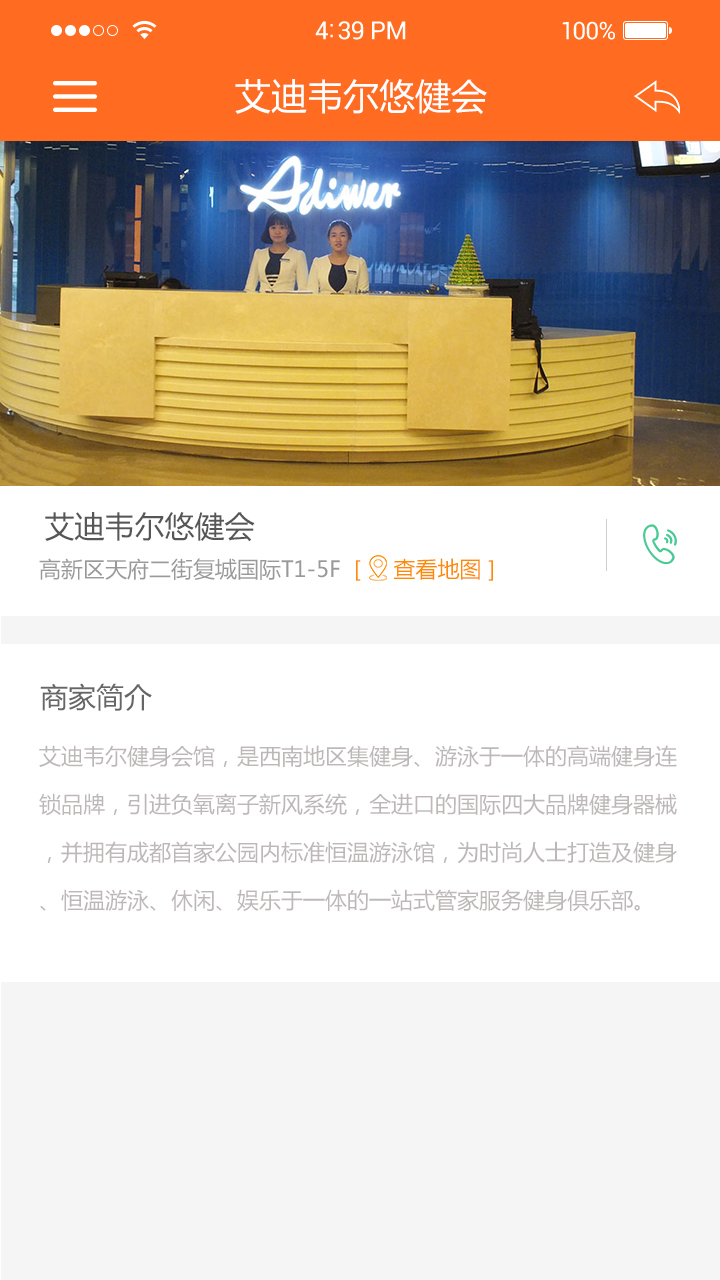 4:39 PM
100%
艾迪韦尔悠健会
Adiwer
艾迪韦尔悠健会
高新区天府二街复城国际T1-5F [ 查看地图 ]
商家简介
艾迪韦尔健身会馆，是西南地区集健身、游泳于一体的高端健身连
锁品牌，引进负氧离子新风系统，全进口的国际四大品牌健身器械
，并拥有成都首家公园内标准恒温游泳馆，为时尚人士打造及健身
、恒温游泳、休闲、娱乐于一体的一站式管家服务健身俱乐部。